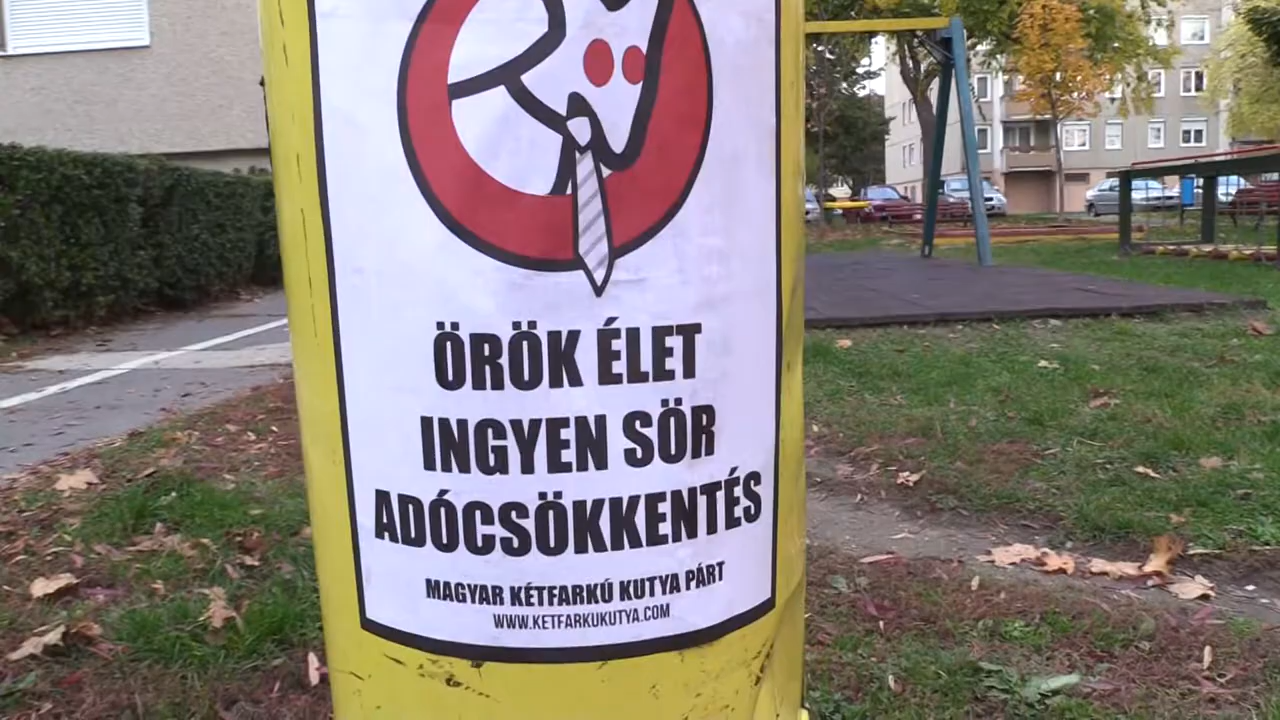 ÖRÖK ÉLET
INGYEN SÖR
ADÓCSÖKKENTÉS
MAGYAR KÉTFARKÚ KUTYA PÁRT
WWW.KETFARKUKUTYA.COM